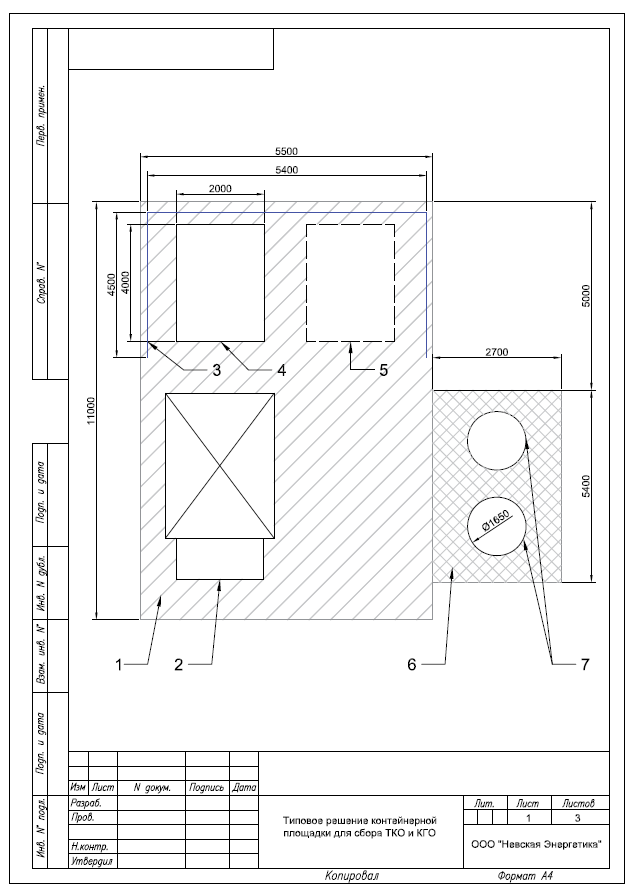 Перв. примен.
Справ. N°
Подп. и дата
Инв. N дубл.
Взам. инв. N°
Подп. и дата
Инв. N° подл.
5500
5400
2000
4500
4000
11000
5000
2700
5400
Ø1650
3
4
5
1
2
6
7
Изм Лист N докум. Подпись Дата
Разраб.
Пров.
Н.контр.
Утвердил
Типовое решение контейнерной
площадки для сбора ТКО и КГО
Лит. Лист Листов
1 3
ООО "Невская Энергетика"
Копировал Формат А4